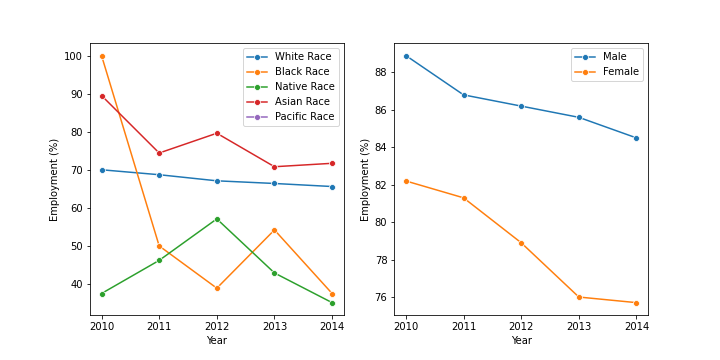 100
90
80
70
60
50
40
Employment (%)
2010 2011 2012 2013 2014
Year
White Race
Black Race
Native Race
Asian Race
Pacific Race
88
86
84
82
80
78
76
Employment (%)
2010 2011 2012 2013 2014
Year
Male
Female